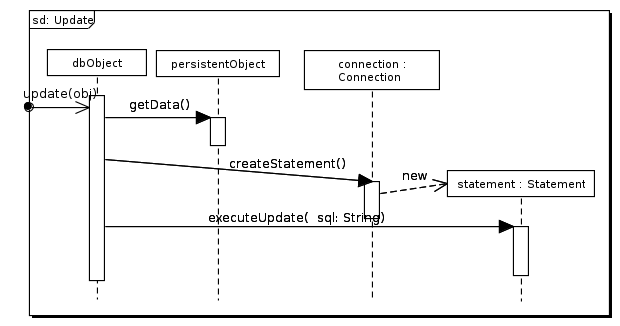 sd: Update
dbObject
persistentObject
connection :
Connection
update(obj)
getData()
createStatement()
new
statement : Statement
executeUpdate( sql: String)